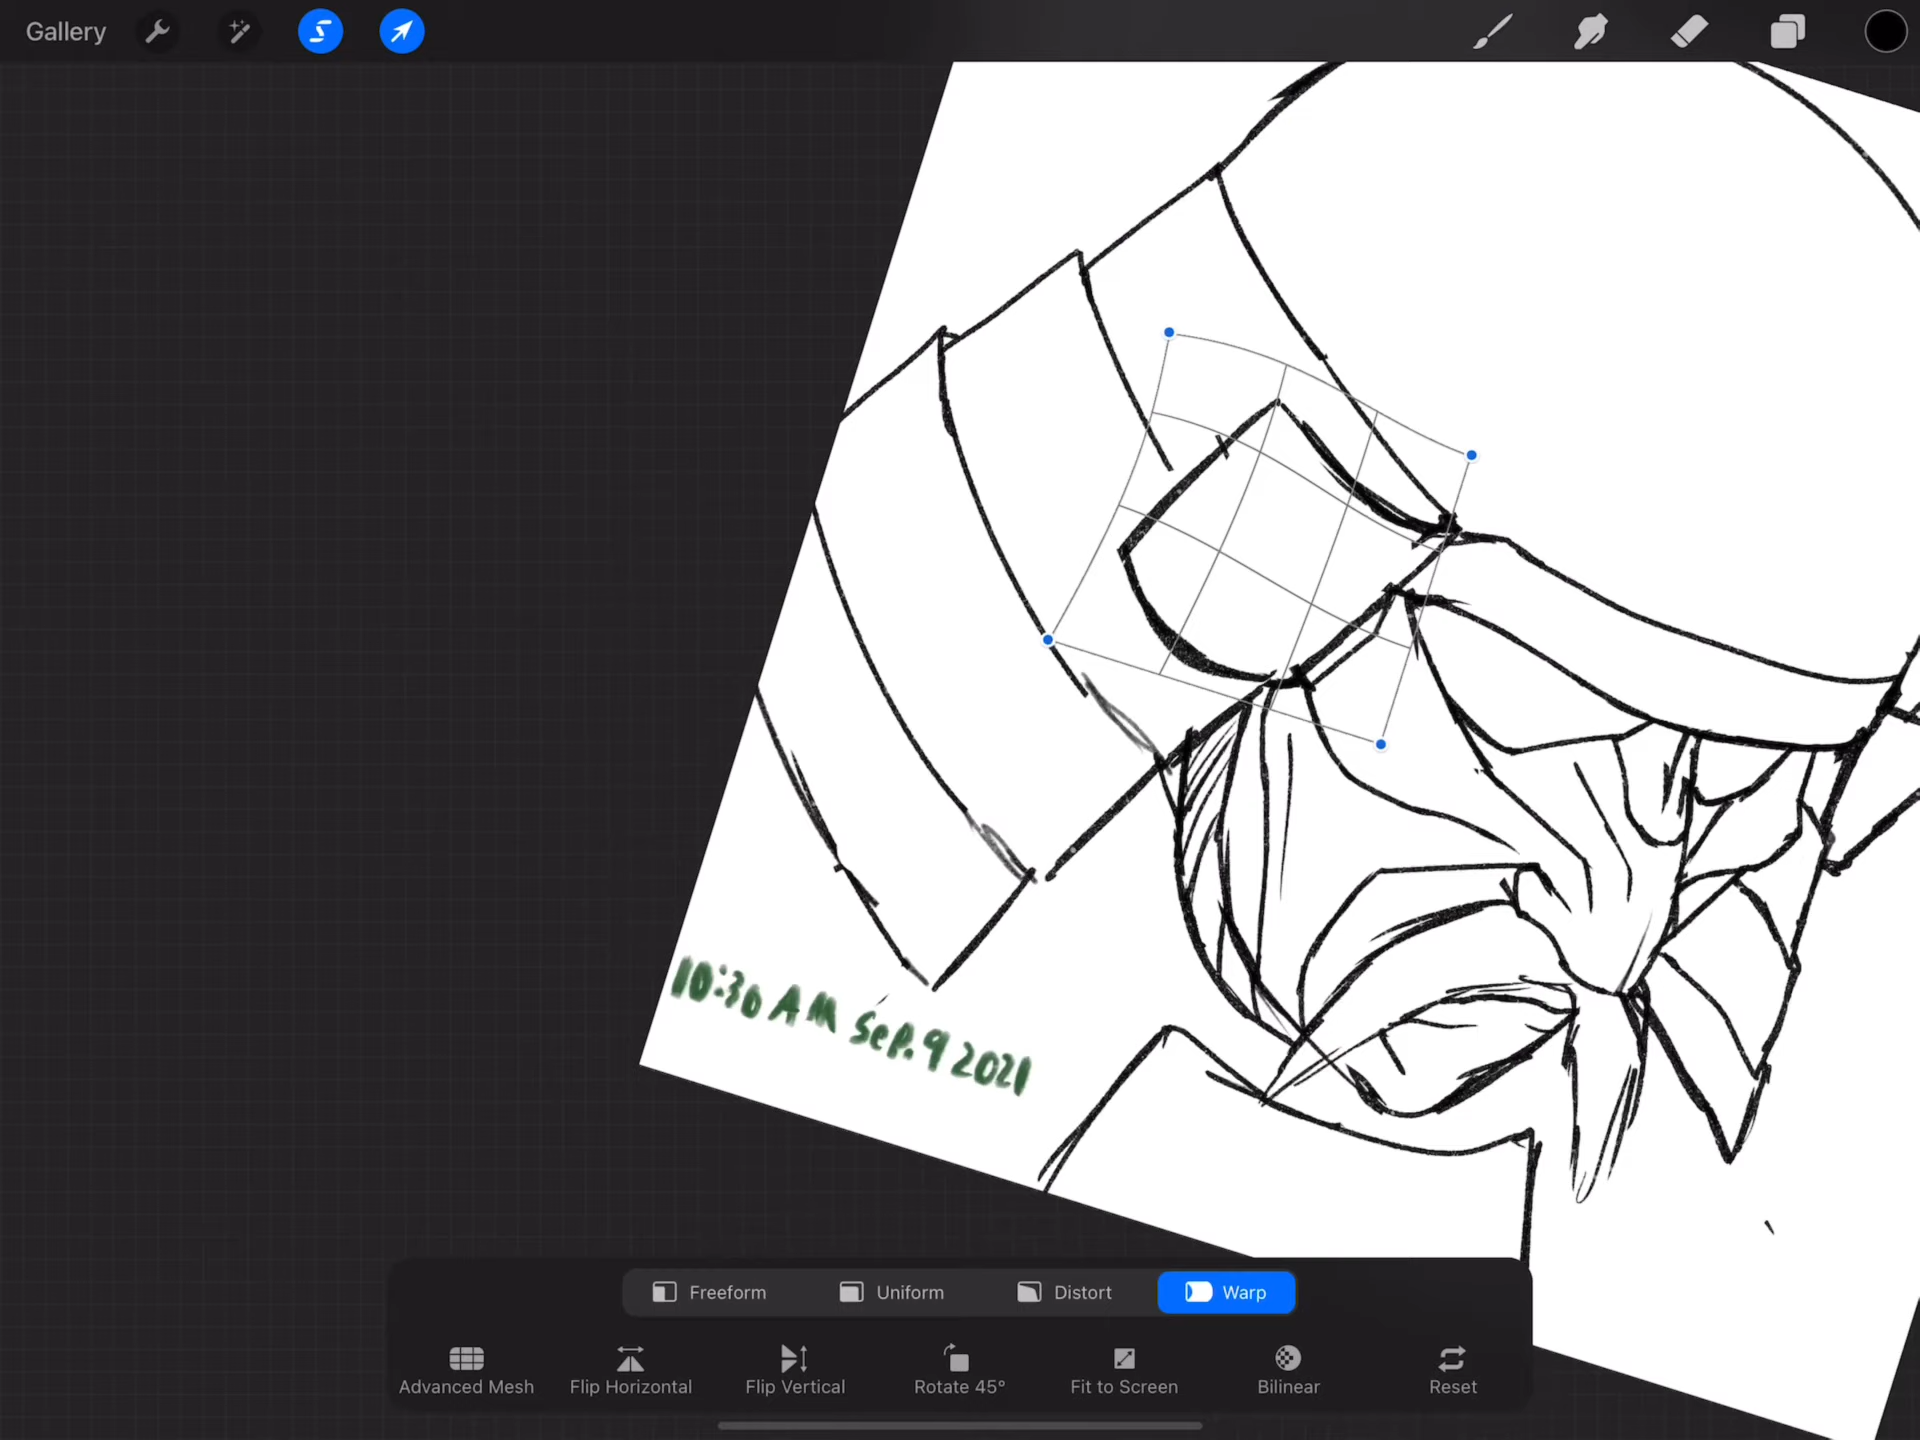 Gallery
10:30 AM Sep. 9 2021
Freeform Uniform Distort Warp
Advanced Mesh Flip Horizontal Flip Vertical Rotate 45° Fit to Screen Bilinear Reset